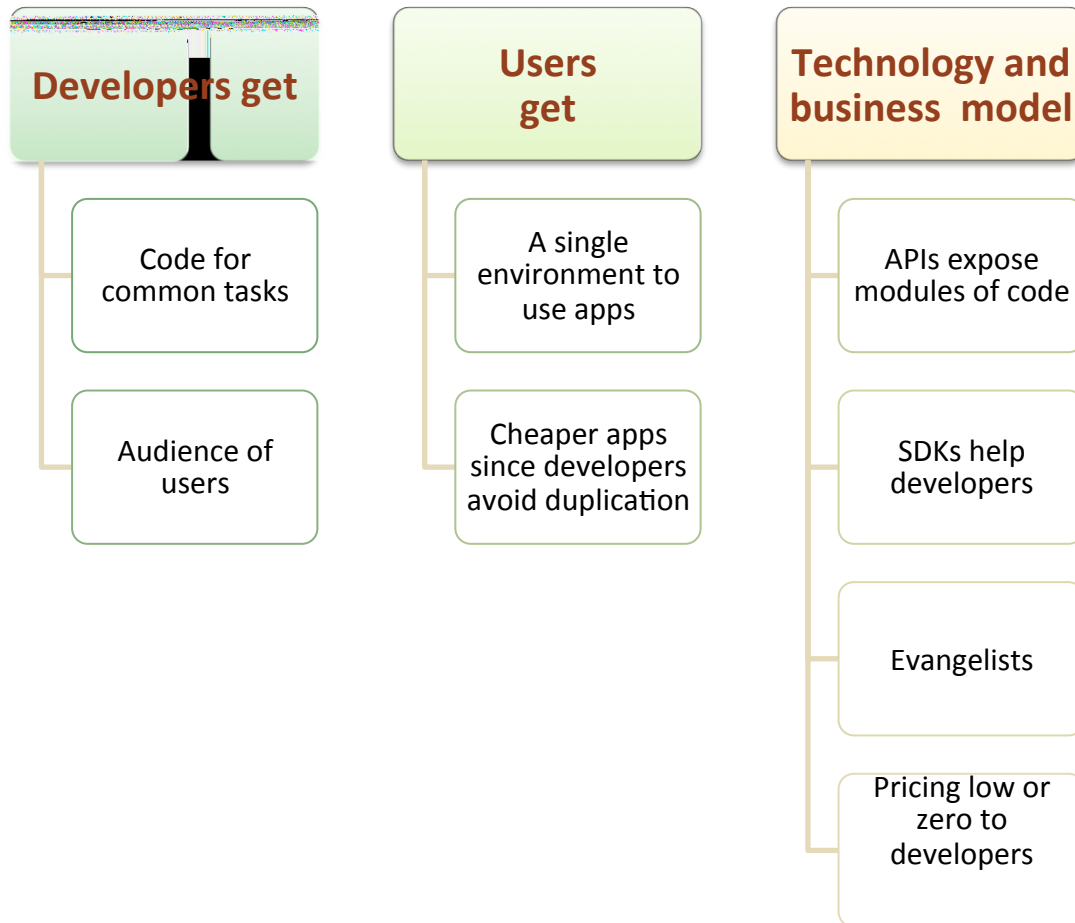 Developers get
Code for
common tasks
Audience of
users
Users
get
A single
environment to
use apps
Cheaper apps
since developers
avoid duplication
Technology and
business model
APIs expose
modules of code
SDKs help
developers
Evangelists
Pricing low or
zero to
developers